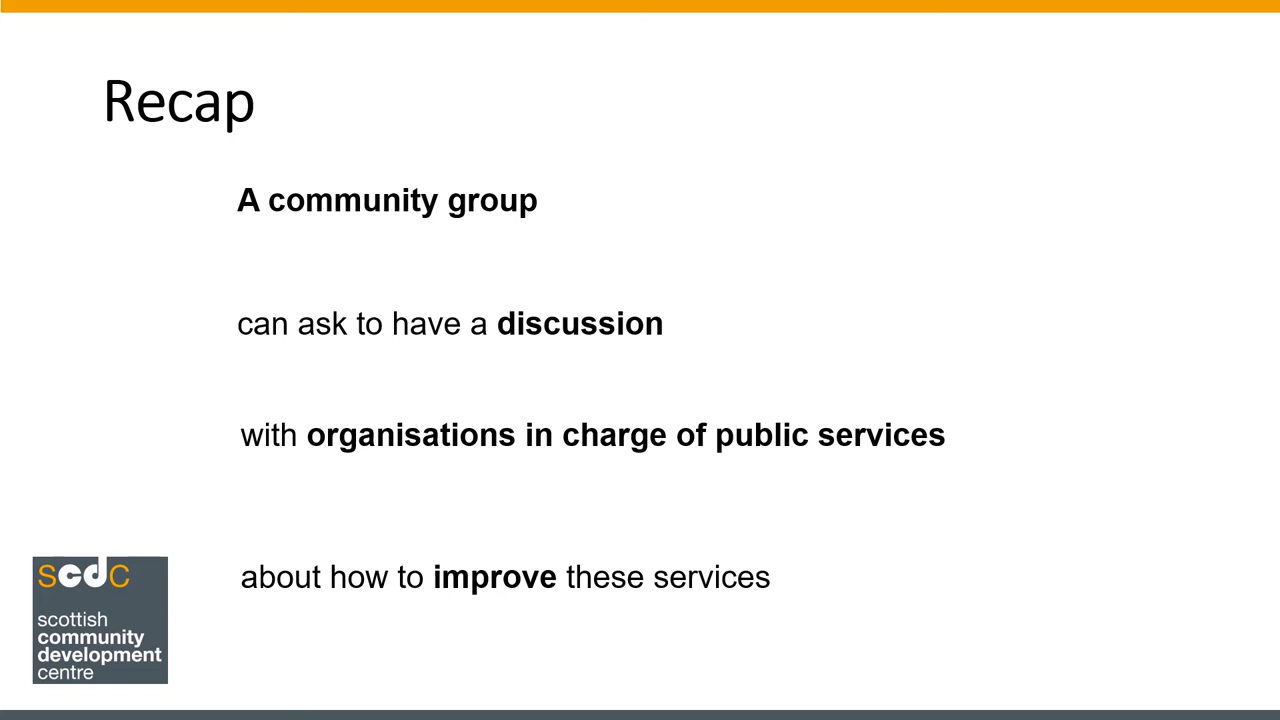 Recap
A community group
can ask to have a discussion
with organisations in charge of public services
about how to improve these services
scdc
scottish
community
development
centre